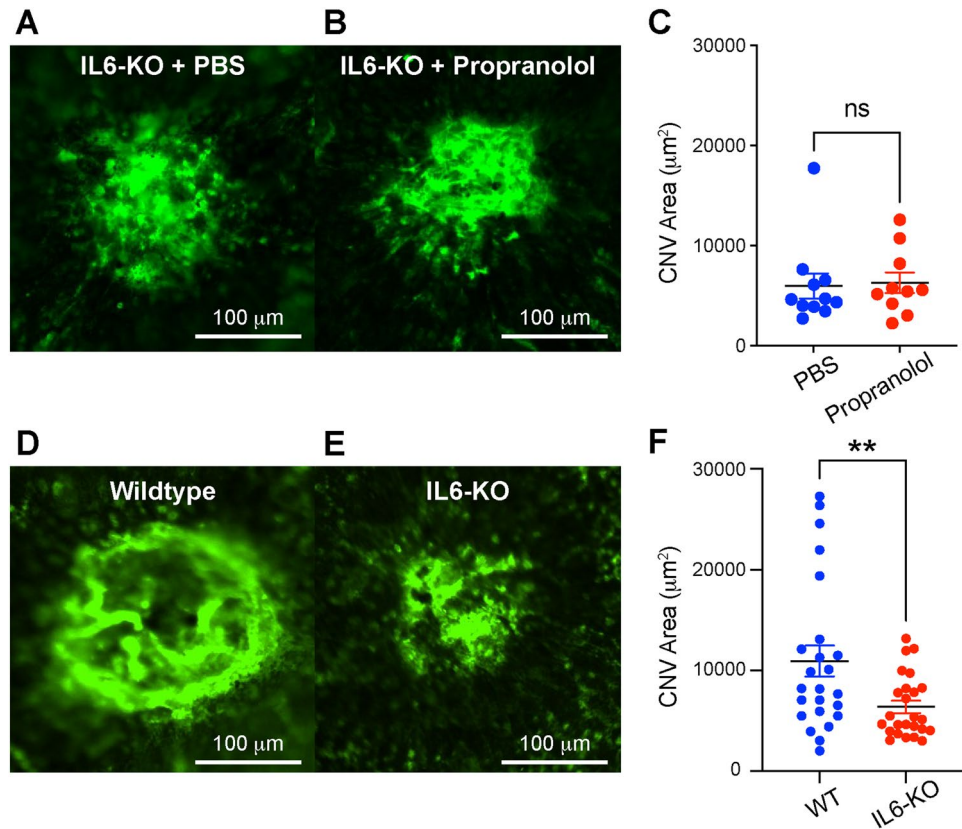 A
IL6-KO + PBS
100 μm
B
IL6-KO + Propranolol
100 μm
C
30000
20000
10000
0
CNV Area (μm²)
ns
PBS
Propranolol
D
Wildtype
100 μm
E
IL6-KO
100 μm
F
30000
20000
10000
0
CNV Area (μm²)
**
WT
IL6-KO